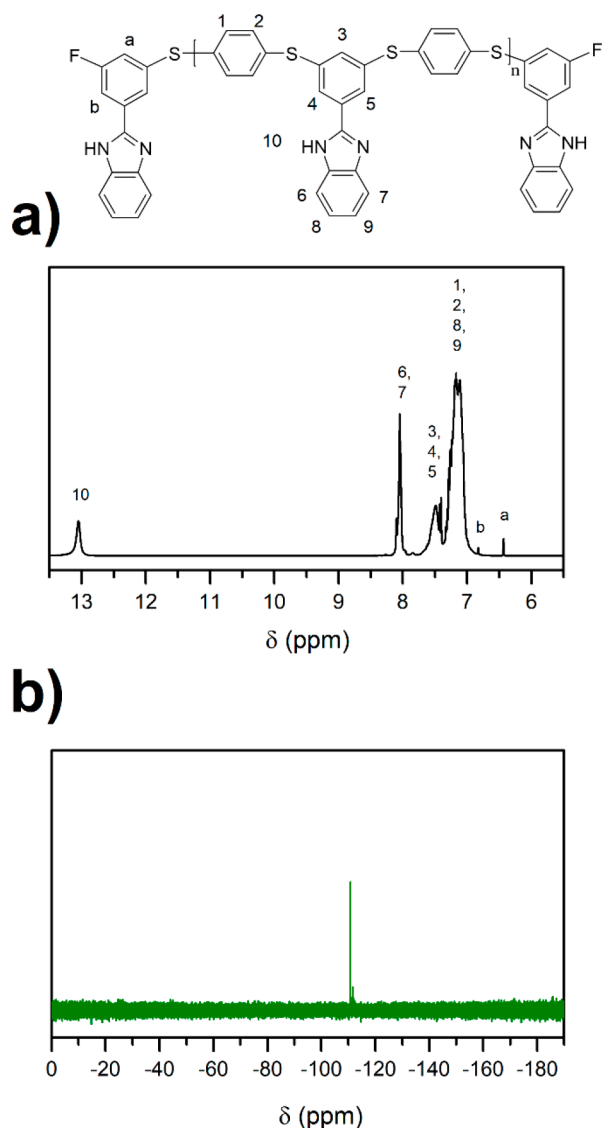 F a S 1 2 S 3 S S n F
b 4 5
HN N 10 HN N N NH
6 7
8 9
a)
1,
2,
8,
9
6,
7
3,
4,
5
10
b a
13 12 11 10 9 8 7 6
δ (ppm)
b)
0 -20 -40 -60 -80 -100 -120 -140 -160 -180
δ (ppm)